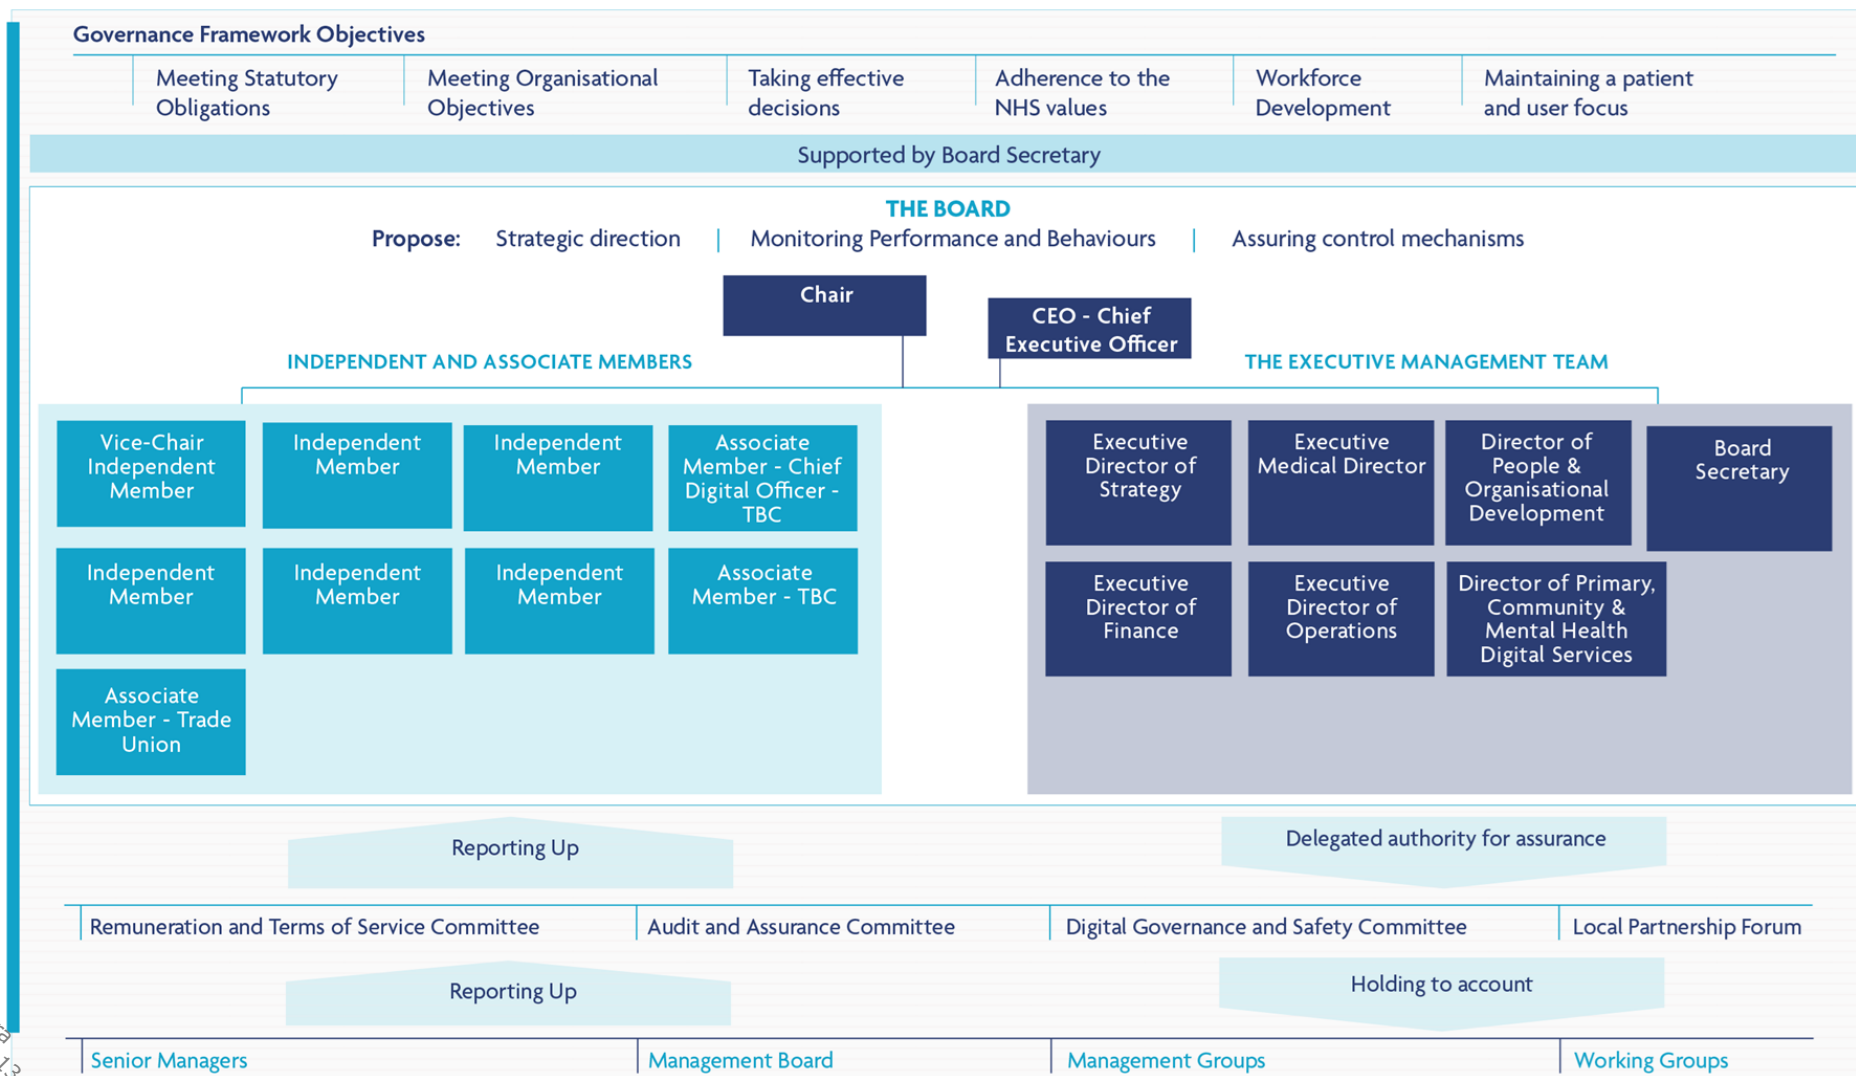 Governance Framework Objectives
Meeting Statutory
Obligations
Meeting Organisational
Objectives
Taking effective
decisions
Adherence to the
NHS values
Workforce
Development
Maintaining a patient
and user focus
Supported by Board Secretary
THE BOARD
Propose: Strategic direction | Monitoring Performance and Behaviours | Assuring control mechanisms
Chair
CEO - Chief
Executive Officer
INDEPENDENT AND ASSOCIATE MEMBERS
THE EXECUTIVE MANAGEMENT TEAM
Vice-Chair
Independent
Member
Independent
Member
Independent
Member
Associate
Member - Chief
Digital Officer -
TBC
Independent
Member
Independent
Member
Independent
Member
Associate
Member - TBC
Associate
Member - Trade
Union
Executive
Director of
Strategy
Executive
Medical Director
Director of
People &
Organisational
Development
Board
Secretary
Executive
Director of
Finance
Executive
Director of
Operations
Director of Primary,
Community &
Mental Health
Digital Services
Reporting Up
Delegated authority for assurance
Remuneration and Terms of Service Committee
Audit and Assurance Committee
Digital Governance and Safety Committee
Local Partnership Forum
Reporting Up
Holding to account
Senior Managers
Management Board
Management Groups
Working Groups